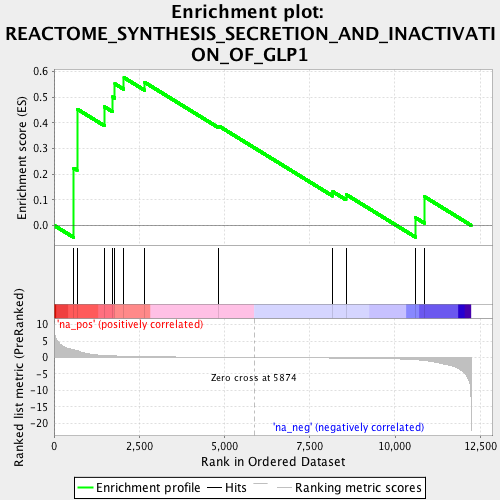 Enrichment plot:
REACTOME_SYNTHESIS_SECRETION_AND_INACTIVATI
ON_OF_GLP1
Enrichment score (ES)
0.6
0.5
0.4
0.3
0.2
0.1
0.0
'na_pos' (positively correlated)
Ranked list metric (PreRanked)
10
5
0
-5
-10
-15
-20
Zero cross at 5874
'na_neg' (negatively correlated)
0
2,500
5,000
7,500
10,000
12,500
Rank in Ordered Dataset
Enrichment profile
Hits
Ranking metric scores